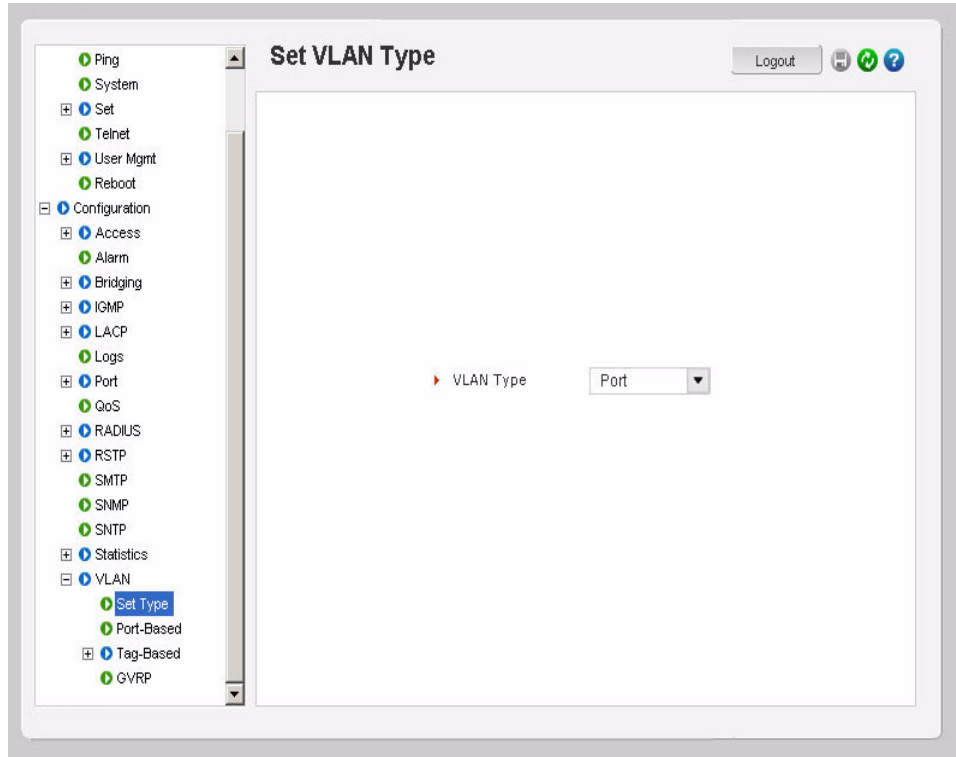 Set VLAN Type
Logout
Ping
System
Set
Telnet
User Mgmt
Reboot
Configuration
Access
Alarm
Bridging
IGMP
LACP
Logs
Port
QoS
RADIUS
RSTP
SMTP
SNMP
SNTP
Statistics
VLAN
Set Type
Port-Based
Tag-Based
GVRP
VLAN Type Port